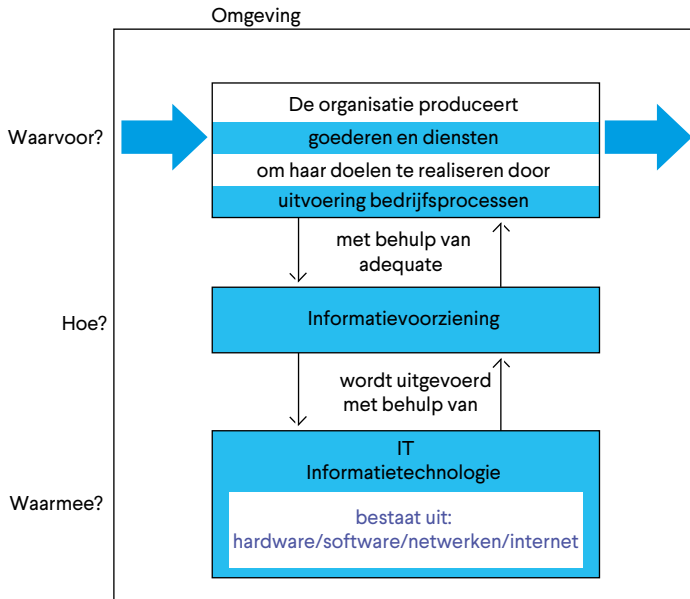 Omgeving
De organisatie produceert
Waarvoor?
goederen en diensten
om haar doelen te realiseren door
uitvoering bedrijfsprocessen
met behulp van
adequate
Hoe?
Informatievoorziening
wordt uitgevoerd
met behulp van
IT
Informatietechnologie
Waarmee?
bestaat uit:
hardware/software/netwerken/internet